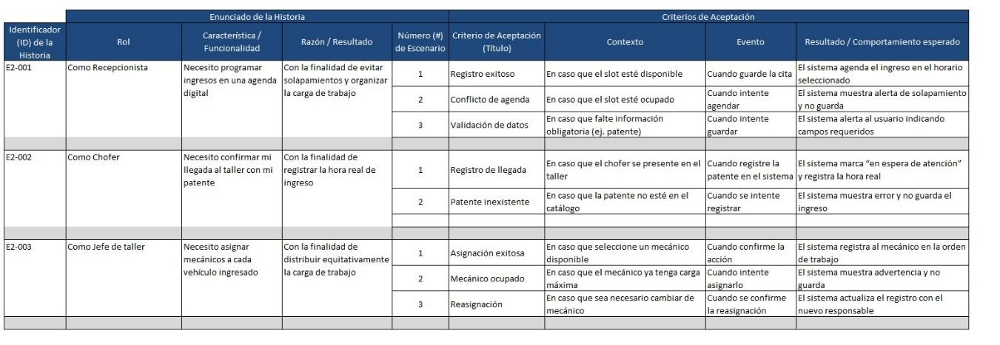 Enunciado de la Historia
Criterios de Aceptación
Identificador
(ID) de la
Historia
Rol
Característica /
Funcionalidad
Razón / Resultado
Número (#)
de Escenario
Criterio de Aceptación
(Título)
Contexto
Evento
Resultado / Comportamiento esperado
E2-001
Como Recepcionista
Necesito programar
ingresos en una agenda
digital
Con la finalidad de evitar
solapamientos y organizar
la carga de trabajo
1
Registro exitoso
En caso que el slot esté disponible
Cuando guarde la cita
El sistema agenda el ingreso en el horario
seleccionado
2
Conflicto de agenda
En caso que el slot esté ocupado
Cuando intente
agendar
El sistema muestra alerta de solapamiento
y no guarda
3
Validación de datos
En caso que falte información
obligatoria (ej. patente)
Cuando intente
guardar
El sistema alerta al usuario indicando
campos requeridos
E2-002
Como Chofer
Necesito confirmar mi
llegada al taller con mi
patente
Con la finalidad de
registrar la hora real de
ingreso
1
Registro de llegada
En caso que el chofer se presente en el
taller
Cuando registre la
patente en el sistema
El sistema marca “en espera de atención”
y registra la hora real
2
Patente inexistente
En caso que la patente no esté en el
catálogo
Cuando se intente
registrar
El sistema muestra error y no guarda el
ingreso
E2-003
Como Jefe de taller
Necesito asignar
mecánicos a cada
vehículo ingresado
Con la finalidad de
distribuir equitativamente
la carga de trabajo
1
Asignación exitosa
En caso que seleccione un mecánico
disponible
Cuando confirme la
acción
El sistema registra al mecánico en la orden
de trabajo
2
Mecánico ocupado
En caso que el mecánico ya tenga carga
máxima
Cuando intente
asignarlo
El sistema muestra advertencia y no
guarda
3
Reasignación
En caso que sea necesario cambiar de
mecánico
Cuando se confirme
la reasignación
El sistema actualiza el registro con el
nuevo responsable